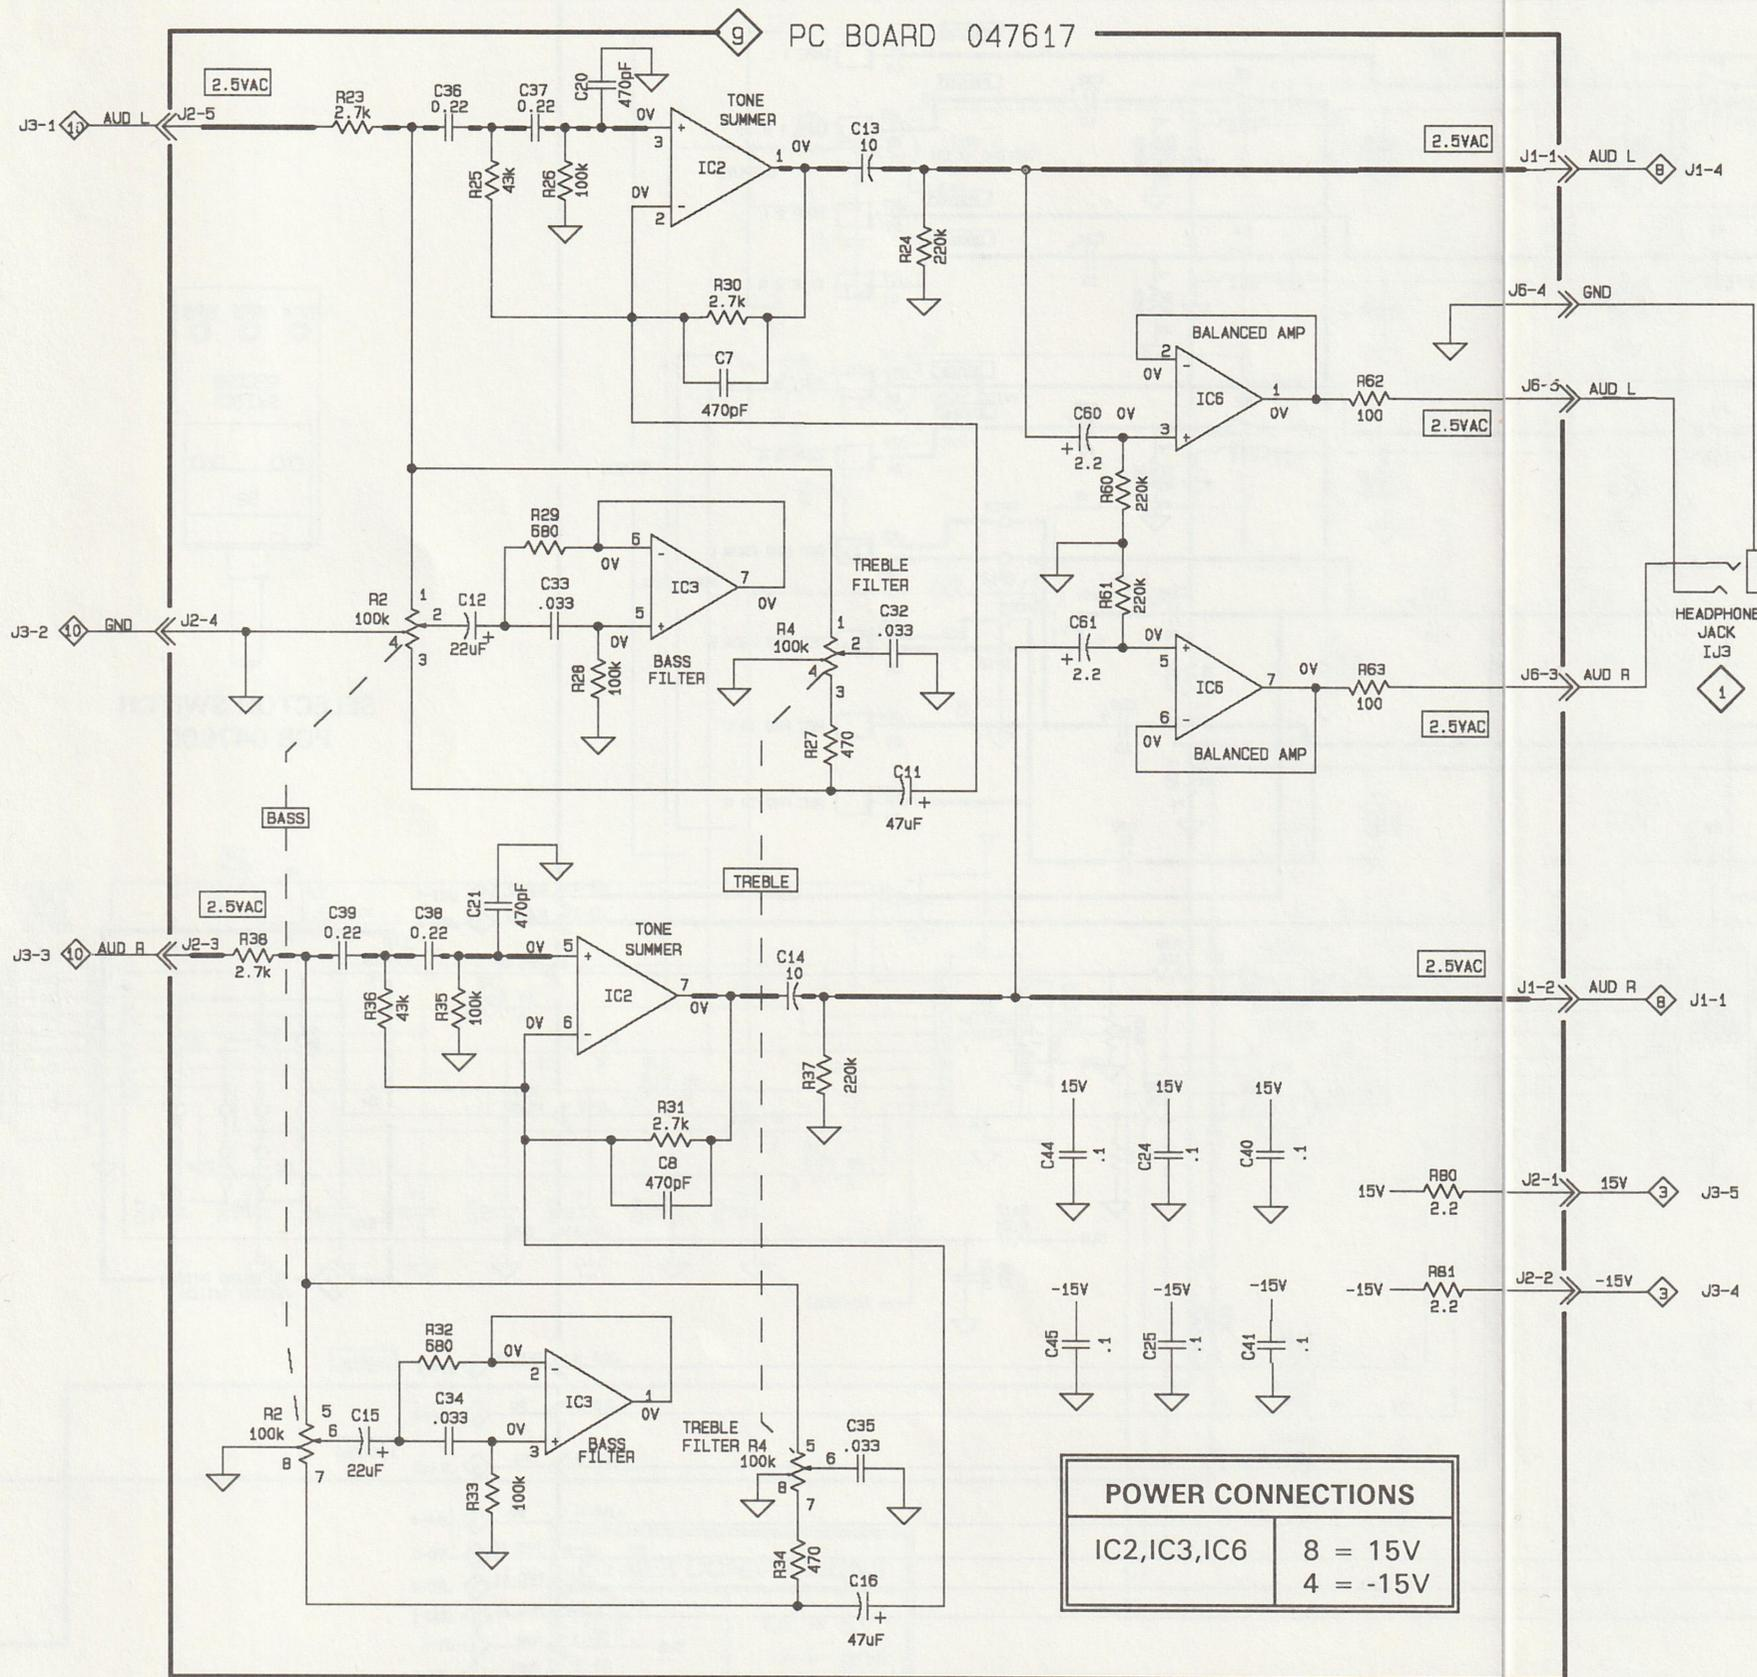 9 PC BOARD 047617
2.5VAC
J3-1 10 AUD L J2-5
R23
2.7k
C36
0.22
C37
0.22
C20
470pF
0V
3
+
TONE
SUMMER
IC2
1 0V
C13
10
2.5VAC
J1-1 AUD L 8 J1-4
R25
43k
R26
100k
0V
2
-
R24
220k
R30
2.7k
C7
470pF
J6-4 GND
BALANCED AMP
2
0V
-
IC6
1
0V
R62
100
J6-5 AUD L
2.5VAC
C60 0V
3
+
+
2.2
R60
220k
R61
220k
R29
680
6
0V
-
IC3
7
0V
C33
.033
5
0V
+
BASS
FILTER
R28
100k
TREBLE
FILTER
C32
.033
R4
100k
1
2
4
3
R27
470
C11
+
47uF
J3-2 10 GND J2-4
R2
100k
1
2
4
3
C12
22uF
+
C61
0V
5
+
+
2.2
IC6
7
0V
R63
100
J6-3 AUD R
2.5VAC
6
0V
-
BALANCED AMP
HEADPHONE
JACK
IJ3
1
BASS
TREBLE
2.5VAC
J3-3 10 AUD R J2-3
R38
2.7k
C39
0.22
C38
0.22
C21
470pF
0V 5
+
TONE
SUMMER
IC2
7
0V
C14
10
2.5VAC
J1-2 AUD R 8 J1-1
R36
43k
R35
100k
0V 6
-
R37
220k
R31
2.7k
C8
470pF
15V
C44
.1
15V
C24
.1
15V
C40
.1
15V
R80
2.2
J2-1 15V 3 J3-5
-15V
C45
.1
-15V
C25
.1
-15V
C41
.1
-15V
R81
2.2
J2-2 -15V 3 J3-4
R32
680
0V
2
-
IC3
1
0V
C34
.033
0V
3
+
BASS
FILTER
R33
100k
R2
100k
5
6
8
7
C15
22uF
+
TREBLE
FILTER R4
100k
5
6
8
7
C35
.033
R34
470
C16
+
47uF
POWER CONNECTIONS
IC2,IC3,IC6
8 = 15V
4 = -15V